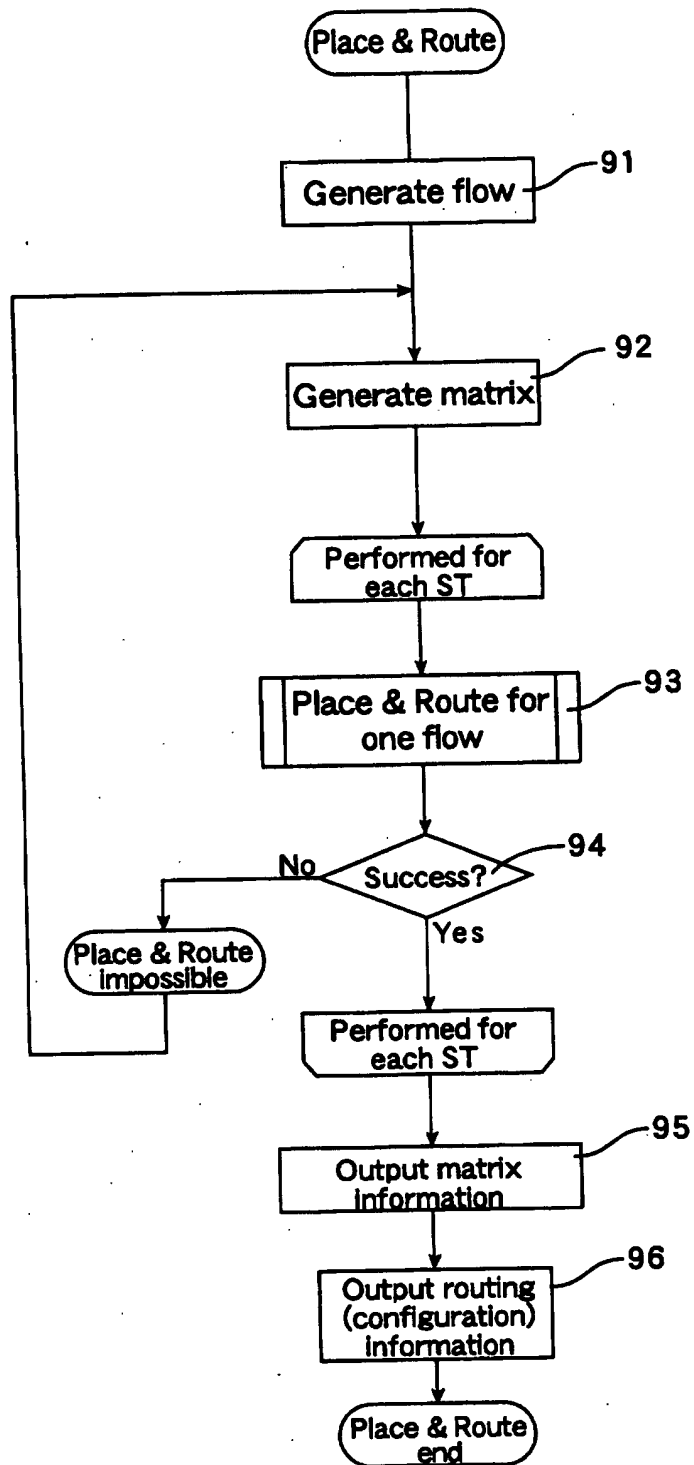 Place & Route
91
Generate flow
92
Generate matrix
Performed for
each ST
93
Place & Route for
one flow
94
Success?
No
Yes
Place & Route
impossible
Performed for
each ST
95
Output matrix
information
96
Output routing
(configuration)
information
Place & Route
end